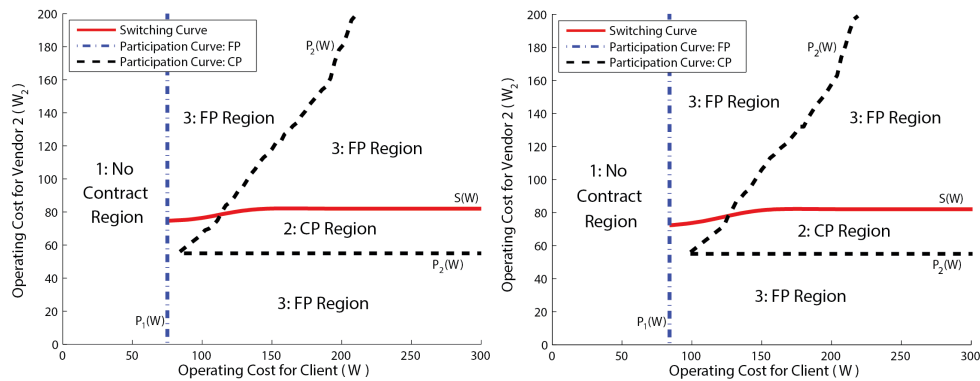 200
180
160
140
120
100
80
60
40
20
0
Operating Cost for Vendor 2 ( W2)
Switching Curve
Participation Curve: FP
Participation Curve: CP
P2(W)
3: FP Region
3: FP Region
1: No
Contract
Region
S(W)
2: CP Region
P2(W)
3: FP Region
P1(W)
0 50 100 150 200 250 300
Operating Cost for Client ( W )
200
180
160
140
120
100
80
60
40
20
0
Operating Cost for Vendor 2 ( W2)
Switching Curve
Participation Curve: FP
Participation Curve: CP
P2(W)
3: FP Region
3: FP Region
1: No
Contract
Region
S(W)
2: CP Region
P2(W)
3: FP Region
P1(W)
0 50 100 150 200 250 300
Operating Cost for Client ( W )